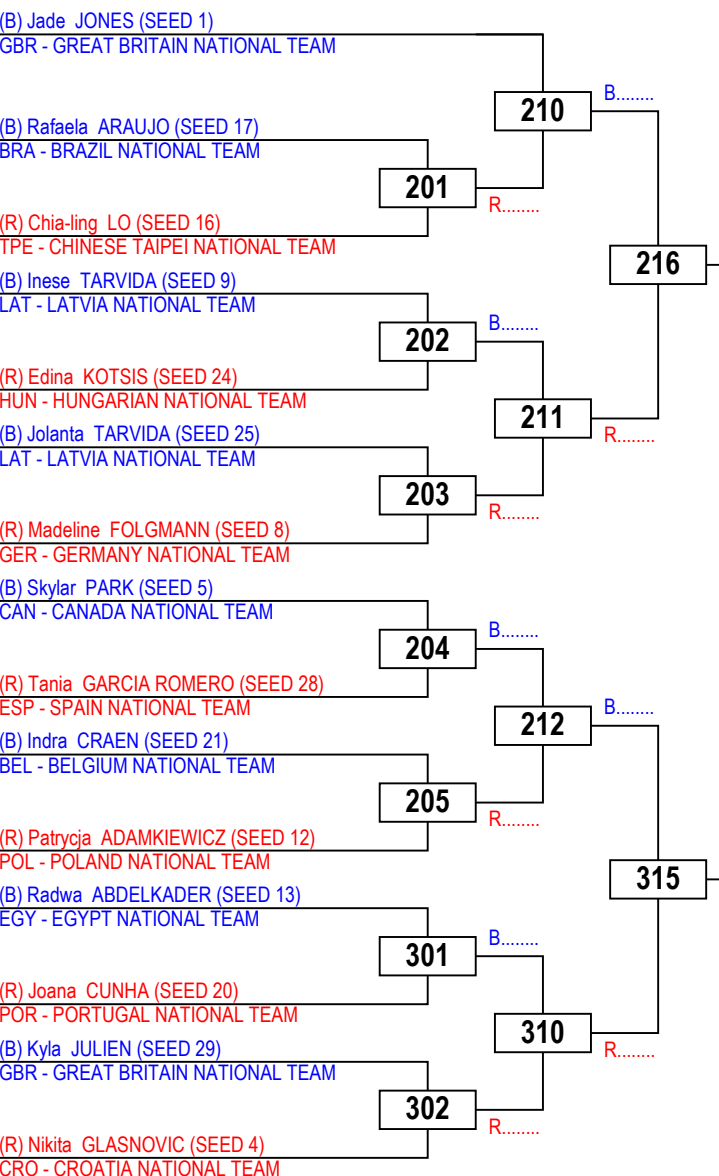 (B) Jade JONES (SEED 1)
GBR - GREAT BRITAIN NATIONAL TEAM
210
B........
(B) Rafaela ARAUJO (SEED 17)
BRA - BRAZIL NATIONAL TEAM
201
R........
(R) Chia-ling LO (SEED 16)
TPE - CHINESE TAIPEI NATIONAL TEAM
216
(B) Inese TARVIDA (SEED 9)
LAT - LATVIA NATIONAL TEAM
202
B........
(R) Edina KOTSIS (SEED 24)
HUN - HUNGARIAN NATIONAL TEAM
211
R........
(B) Jolanta TARVIDA (SEED 25)
LAT - LATVIA NATIONAL TEAM
203
R........
(R) Madeline FOLGMANN (SEED 8)
GER - GERMANY NATIONAL TEAM
(B) Skylar PARK (SEED 5)
CAN - CANADA NATIONAL TEAM
204
B........
(R) Tania GARCIA ROMERO (SEED 28)
ESP - SPAIN NATIONAL TEAM
212
B........
(B) Indra CRAEN (SEED 21)
BEL - BELGIUM NATIONAL TEAM
205
R........
(R) Patrycja ADAMKIEWICZ (SEED 12)
POL - POLAND NATIONAL TEAM
315
(B) Radwa ABDELKADER (SEED 13)
EGY - EGYPT NATIONAL TEAM
301
B........
(R) Joana CUNHA (SEED 20)
POR - PORTUGAL NATIONAL TEAM
310
R........
(B) Kyla JULIEN (SEED 29)
GBR - GREAT BRITAIN NATIONAL TEAM
302
R........
(R) Nikita GLASNOVIC (SEED 4)
CRO - CROATIA NATIONAL TEAM